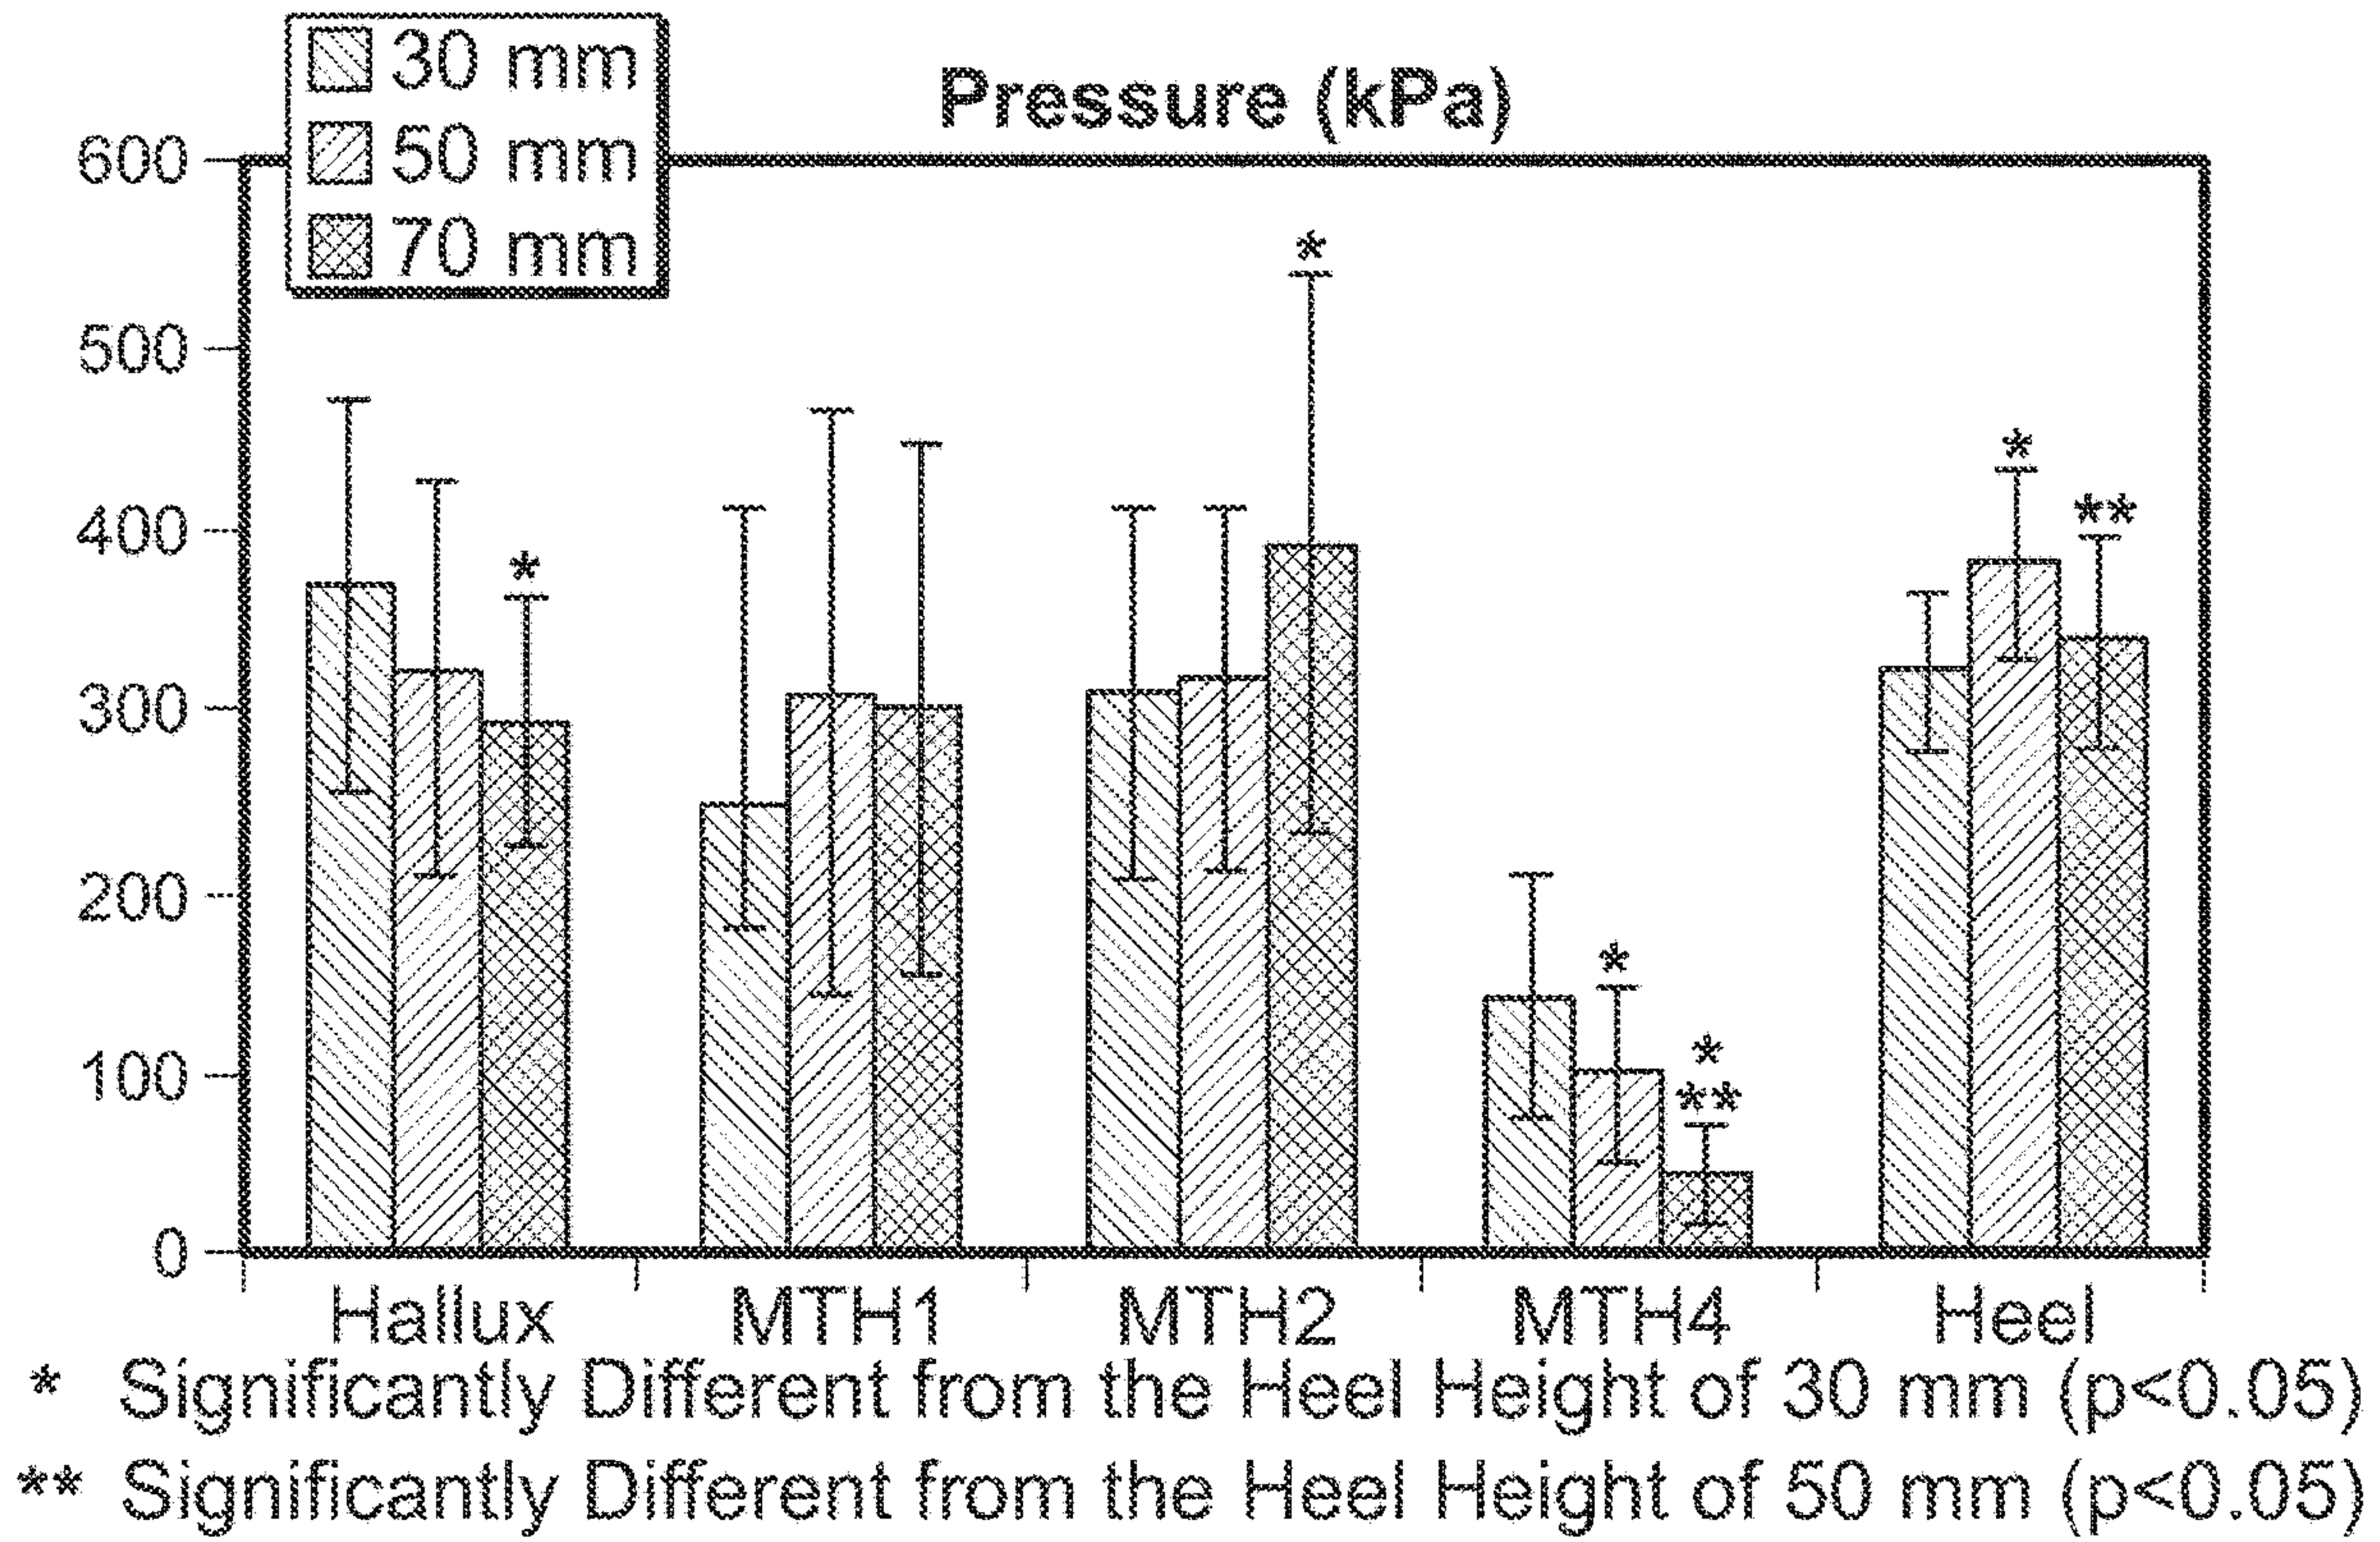 30 mm
50 mm
70 mm
Pressure (kPa)
600
500
400
300
200
100
0
*
*
*
**
*
*
**
Hallux MTH1 MTH2 MTH4 Heel
* Significantly Different from the Heel Height of 30 mm (p<0.05)
** Significantly Different from the Heel Height of 50 mm (p<0.05)